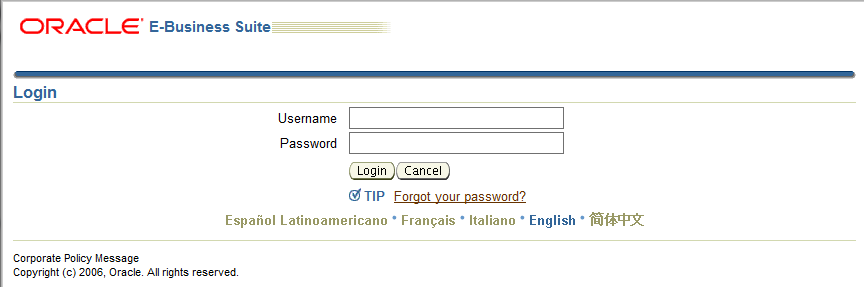 ORACLE E-Business Suite
Login
Username
Password
Login Cancel
TIP Forgot your password?
Español Latinoamericano * Français * Italiano * English * 简体中文
Corporate Policy Message
Copyright (c) 2006, Oracle. All rights reserved.